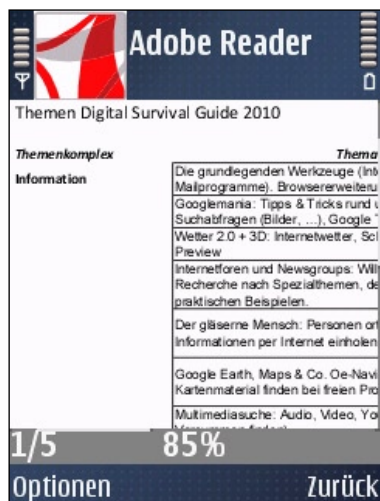 Adobe Reader
Themen Digital Survival Guide 2010
Themenkomplex Thema
Information
Die grundlegenden Werkzeuge (Int
Mailprogramme). Browsererweiteru
Googlemania: Tipps & Tricks rund u
Suchabfragen (Bilder, ...), Google
Wetter 2.0 + 3D: Internetwetter, Scl
Preview
Internetforen und Newsgroups: Will
Recherche nach Spezialthemen, de
praktischen Beispielen.
Der gläserne Mensch: Personen ort
Informationen per Internet einholen
Google Earth, Maps & Co. Oe-Navi
Kartenmaterial finden bei freien Pro
Multimediasuche: Audio, Video, You
1/5 85%
Optionen Zurück